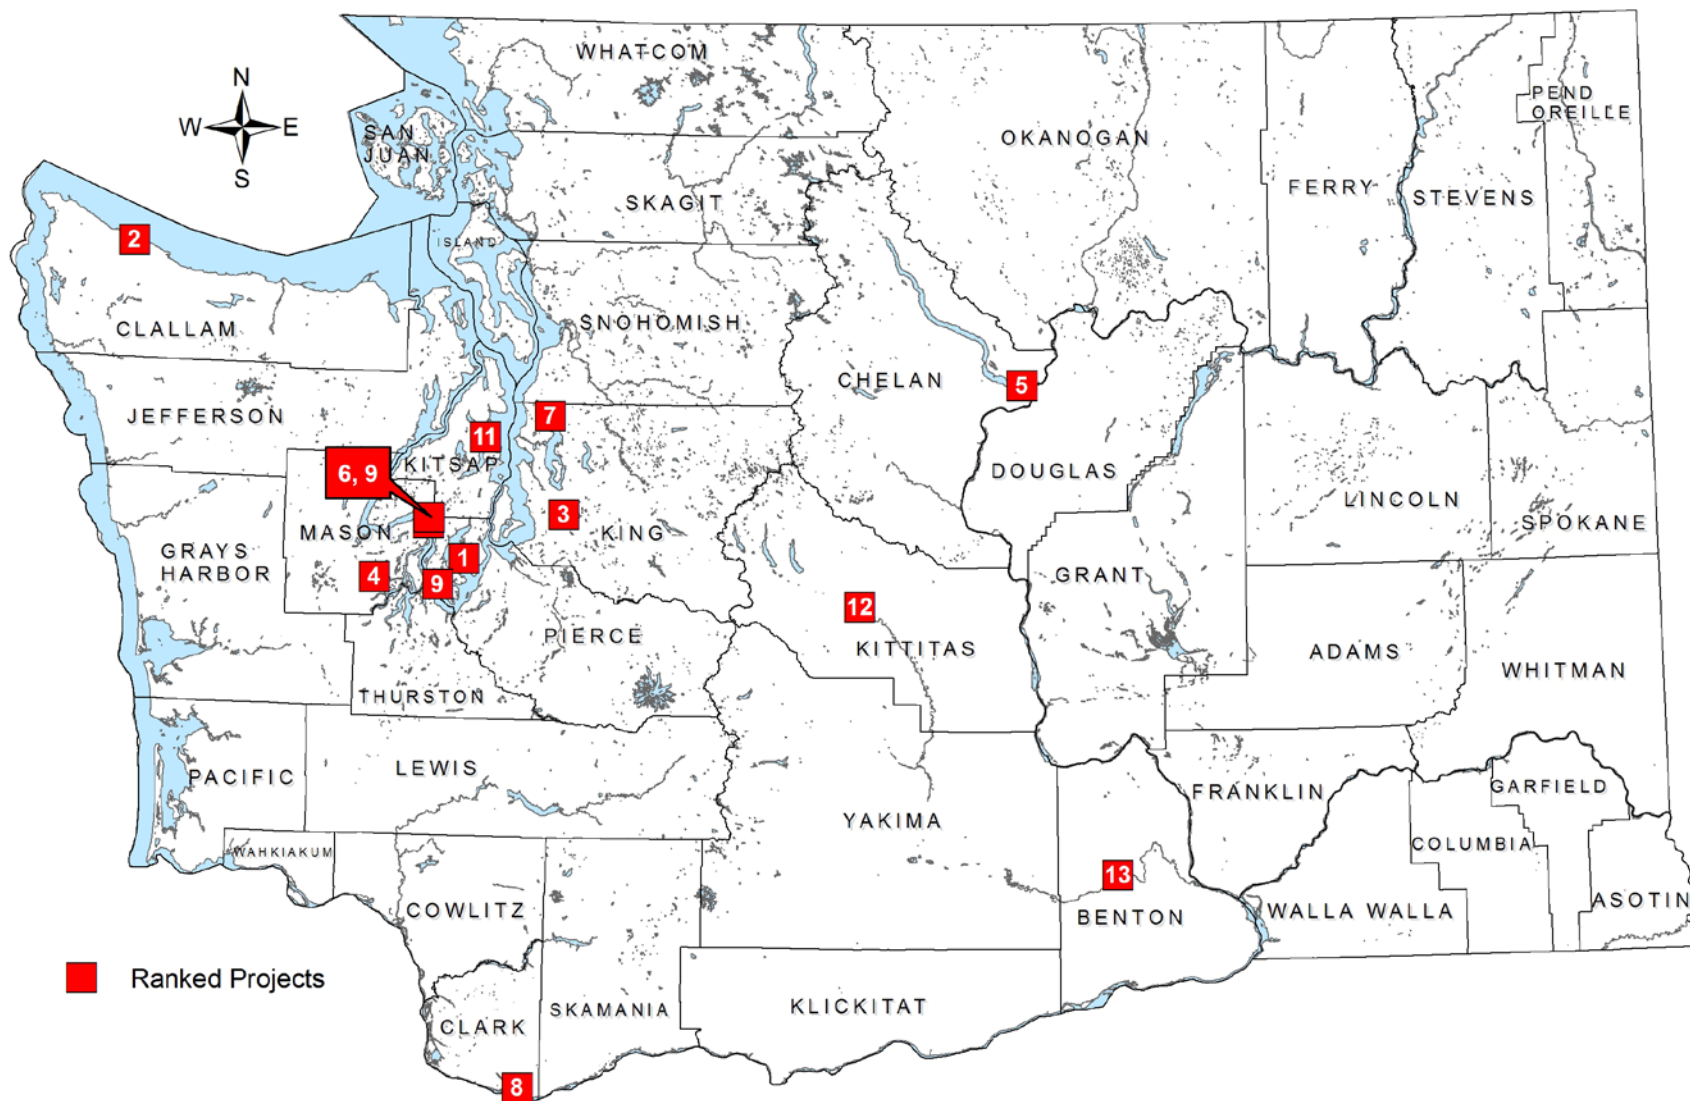 N
W E
S
WHATCOM
SAN
JUAN
OKANOGAN
PEND
OREILLE
FERRY
STEVENS
SKAGIT
2
ISLAND
CLALLAM
SNOHOMISH
CHELAN
5
JEFFERSON
7
11
KITSAP
6, 9
DOUGLAS
LINCOLN
SPOKANE
MASON
3
KING
GRAYS
HARBOR
4
1
9
GRANT
12
PIERCE
KITTITAS
ADAMS
WHITMAN
THURSTON
PACIFIC
LEWIS
YAKIMA
FRANKLIN
GARFIELD
WAHKIAKUM
COLUMBIA
13
COWLITZ
BENTON
WALLA WALLA
ASOTIN
Ranked Projects
SKAMANIA
KLICKITAT
CLARK
8